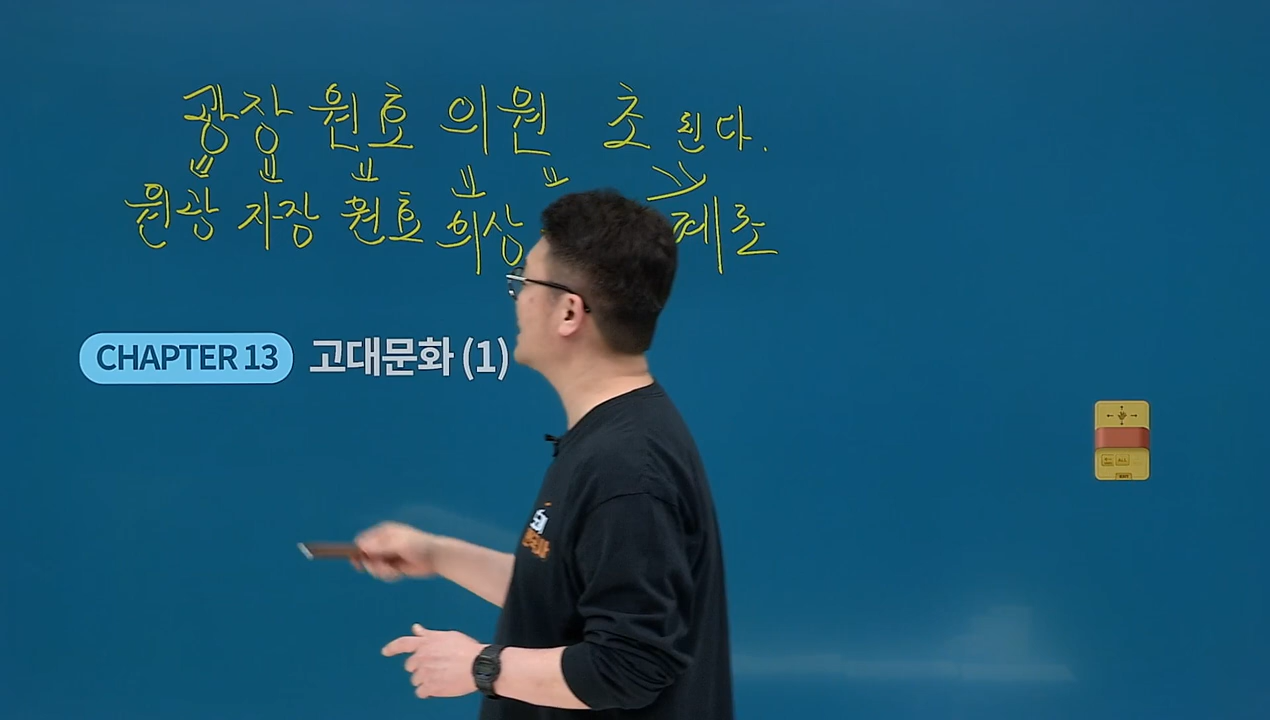 광장 원효 의원 초 된다.
원광 자장 원효 의상 혜초
CHAPTER 13 고대문화 (1)